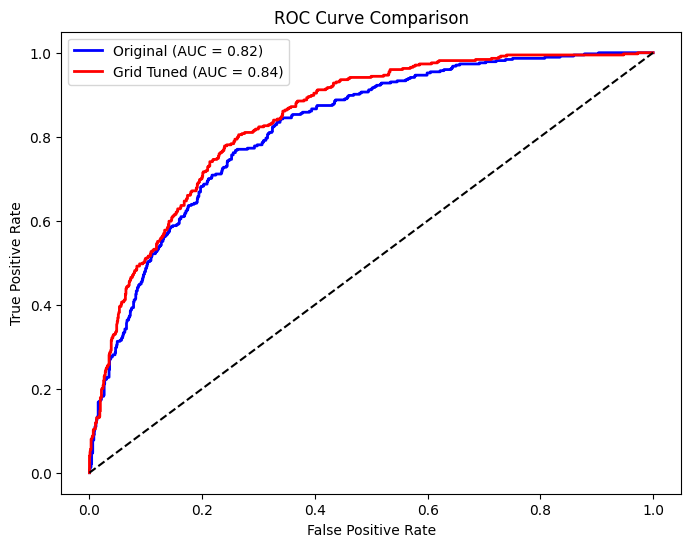 ROC Curve Comparison
Original (AUC = 0.82)
Grid Tuned (AUC = 0.84)
True Positive Rate
1.0
0.8
0.6
0.4
0.2
0.0
0.0 0.2 0.4 0.6 0.8 1.0
False Positive Rate